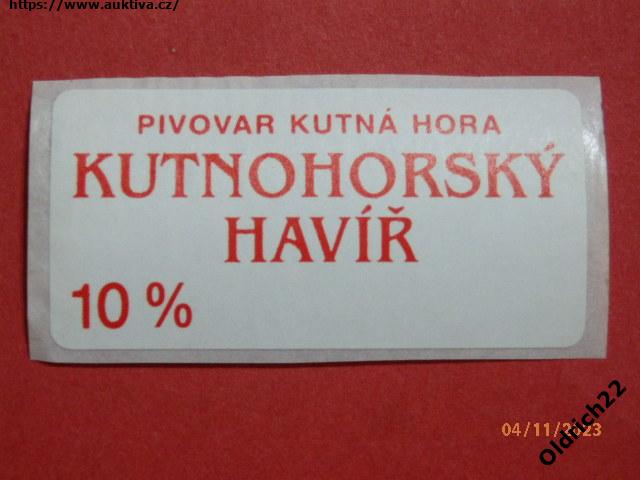 https://www.auktiva.cz/
PIVOVAR KUTNÁ HORA
KUTNOHORSKÝ
HAVÍŘ
10 %
04/11/2023
Oldrich22